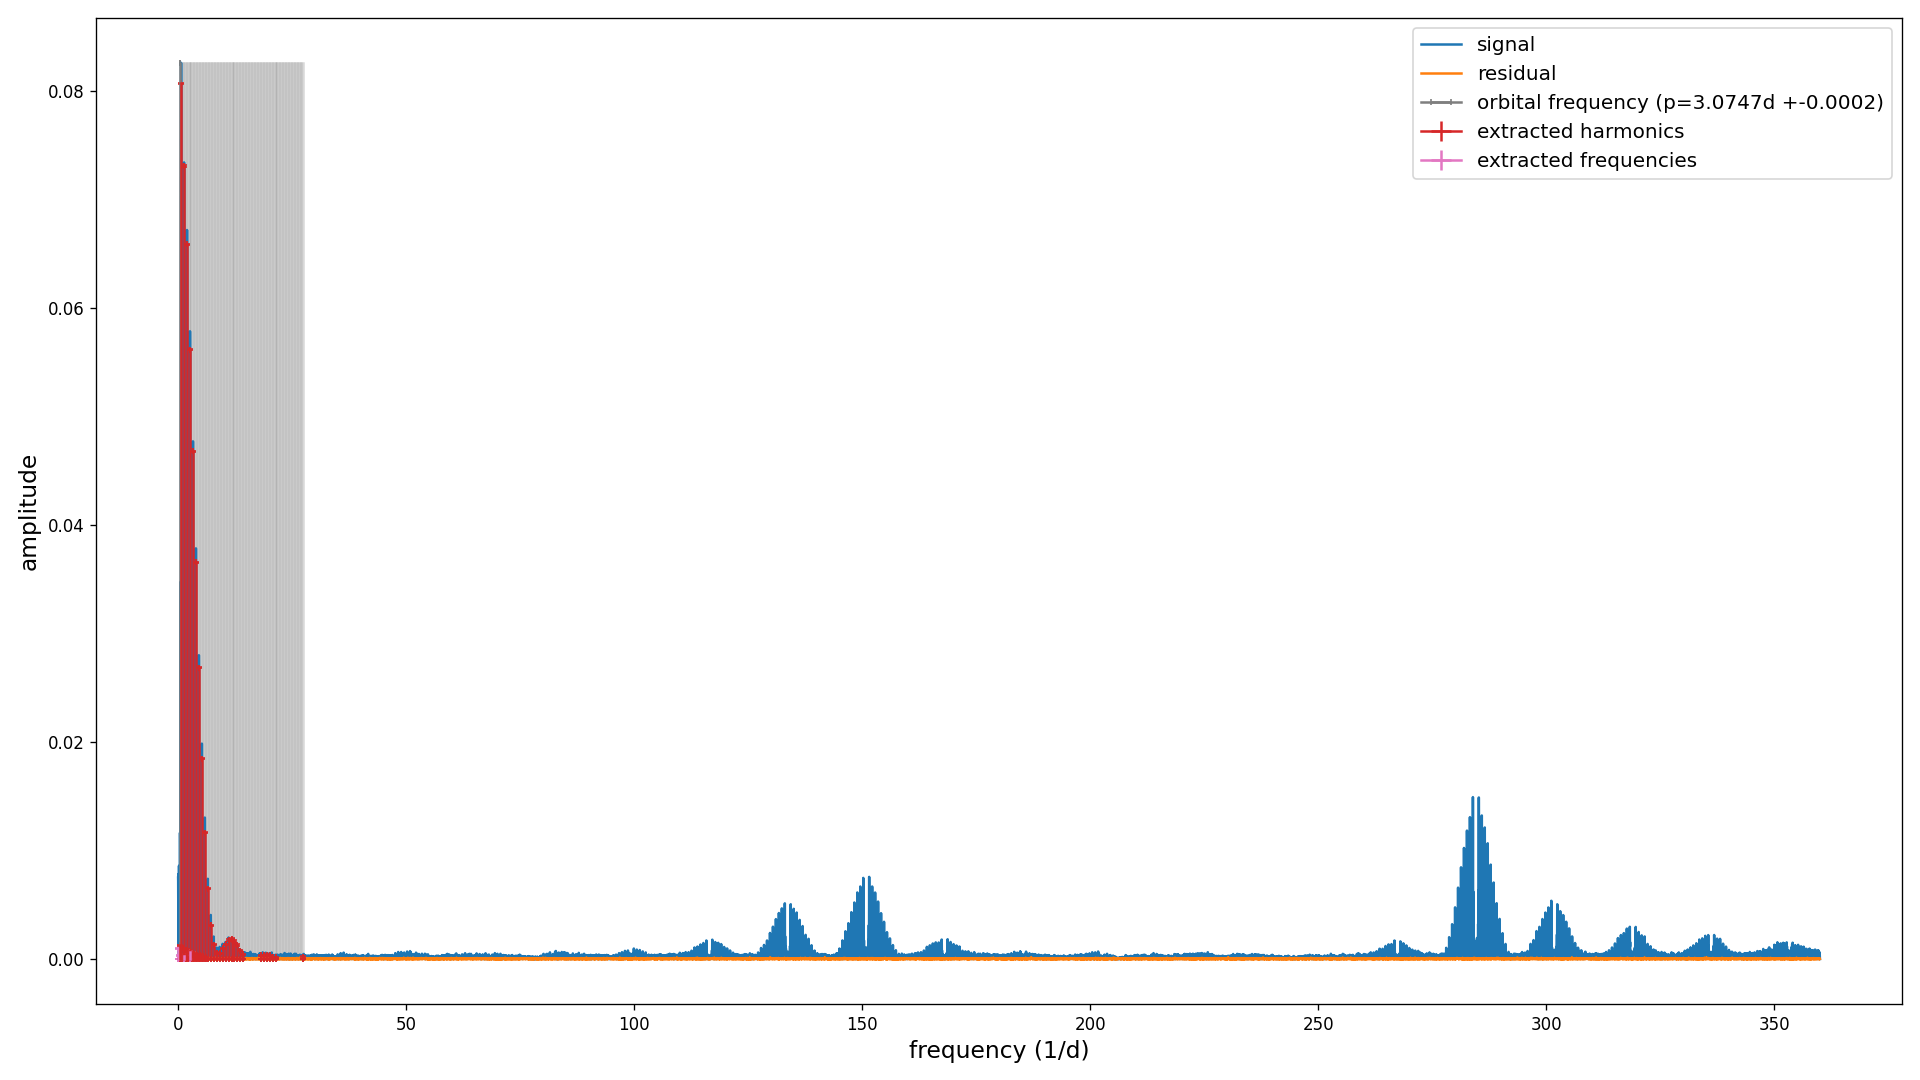 signal
residual
orbital frequency (p=3.0747d +-0.0002)
extracted harmonics
extracted frequencies
amplitude
0.08
0.06
0.04
0.02
0.00
0 50 100 150 200 250 300 350
frequency (1/d)